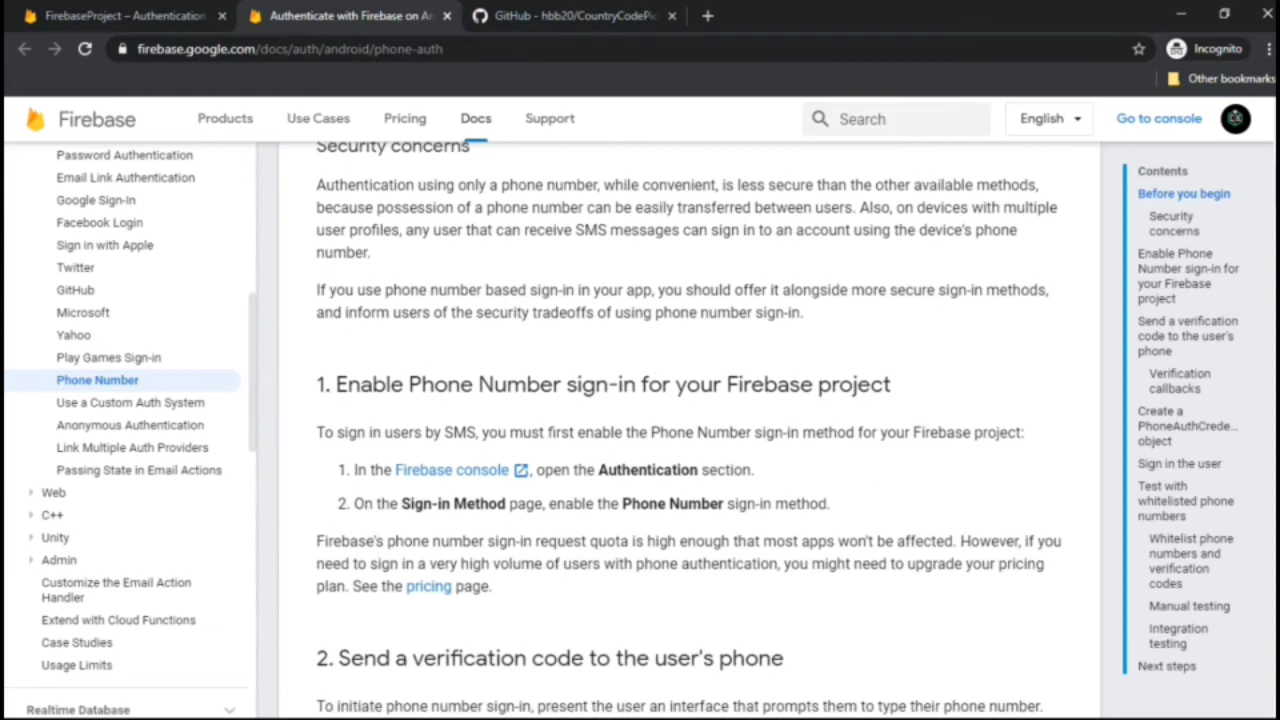 FirebaseProject – Authentication
Authenticate with Firebase on An
GitHub - hbb20/CountryCodePic
firebase.google.com/docs/auth/android/phone-auth
Incognito
Other bookmarks
Firebase
Products
Use Cases
Pricing
Docs
Support
Search
English
Go to console
Password Authentication
Email Link Authentication
Google Sign-In
Facebook Login
Sign in with Apple
Twitter
GitHub
Microsoft
Yahoo
Play Games Sign-in
Phone Number
Use a Custom Auth System
Anonymous Authentication
Link Multiple Auth Providers
Passing State in Email Actions
Web
C++
Unity
Admin
Customize the Email Action
Handler
Extend with Cloud Functions
Case Studies
Usage Limits
Realtime Database
Security concerns
Authentication using only a phone number, while convenient, is less secure than the other available methods,
because possession of a phone number can be easily transferred between users. Also, on devices with multiple
user profiles, any user that can receive SMS messages can sign in to an account using the device's phone
number.
If you use phone number based sign-in in your app, you should offer it alongside more secure sign-in methods,
and inform users of the security tradeoffs of using phone number sign-in.
1. Enable Phone Number sign-in for your Firebase project
To sign in users by SMS, you must first enable the Phone Number sign-in method for your Firebase project:
1. In the Firebase console, open the Authentication section.
2. On the Sign-in Method page, enable the Phone Number sign-in method.
Firebase's phone number sign-in request quota is high enough that most apps won't be affected. However, if you
need to sign in a very high volume of users with phone authentication, you might need to upgrade your pricing
plan. See the pricing page.
2. Send a verification code to the user's phone
To initiate phone number sign-in, present the user an interface that prompts them to type their phone number.
Contents
Before you begin
Security
concerns
Enable Phone
Number sign-in for
your Firebase
project
Send a verification
code to the user's
phone
Verification
callbacks
Create a
PhoneAuthCrede...
object
Sign in the user
Test with
whitelisted phone
numbers
Whitelist phone
numbers and
verification
codes
Manual testing
Integration
testing
Next steps